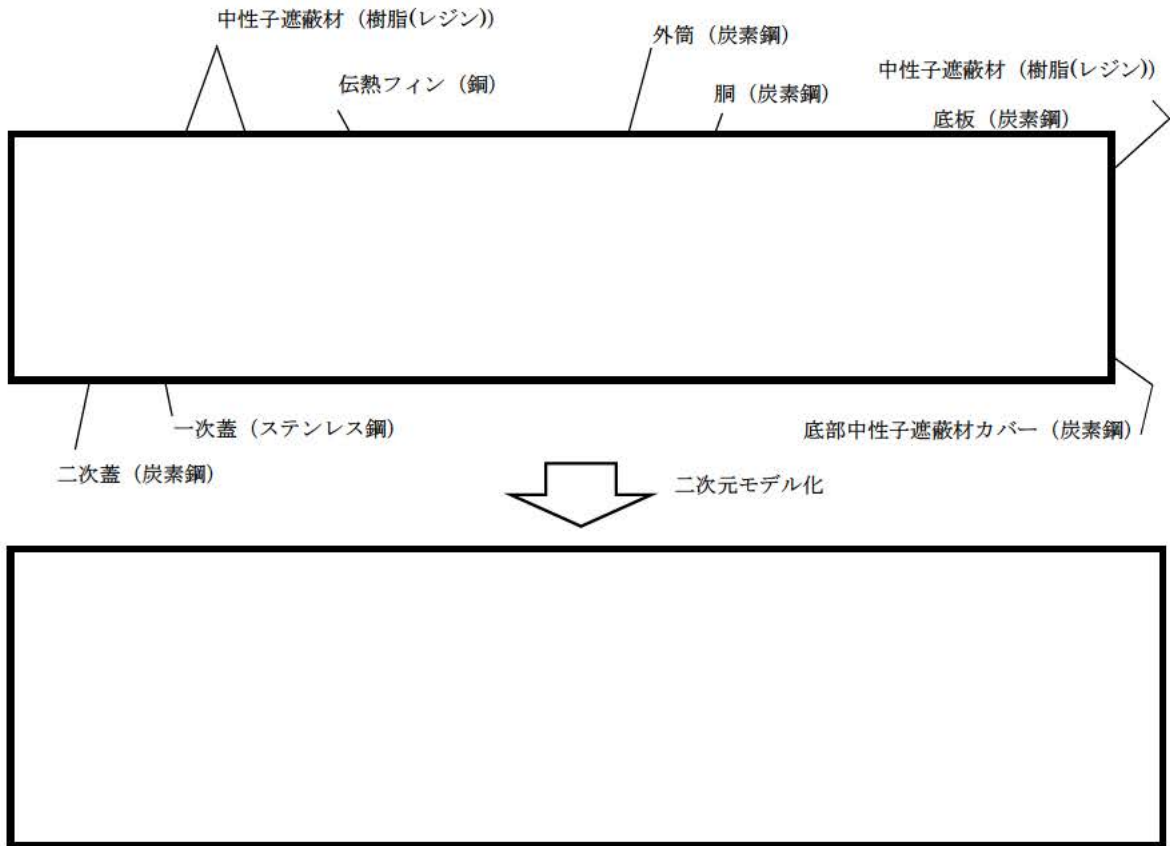 中性子遮蔽材（樹脂(レジン)）
外筒（炭素鋼）
中性子遮蔽材（樹脂(レジン)）
伝熱フィン（銅）
胴（炭素鋼）
底板（炭素鋼）
一次蓋（ステンレス鋼）
底部中性子遮蔽材カバー（炭素鋼）
二次蓋（炭素鋼）
二次元モデル化